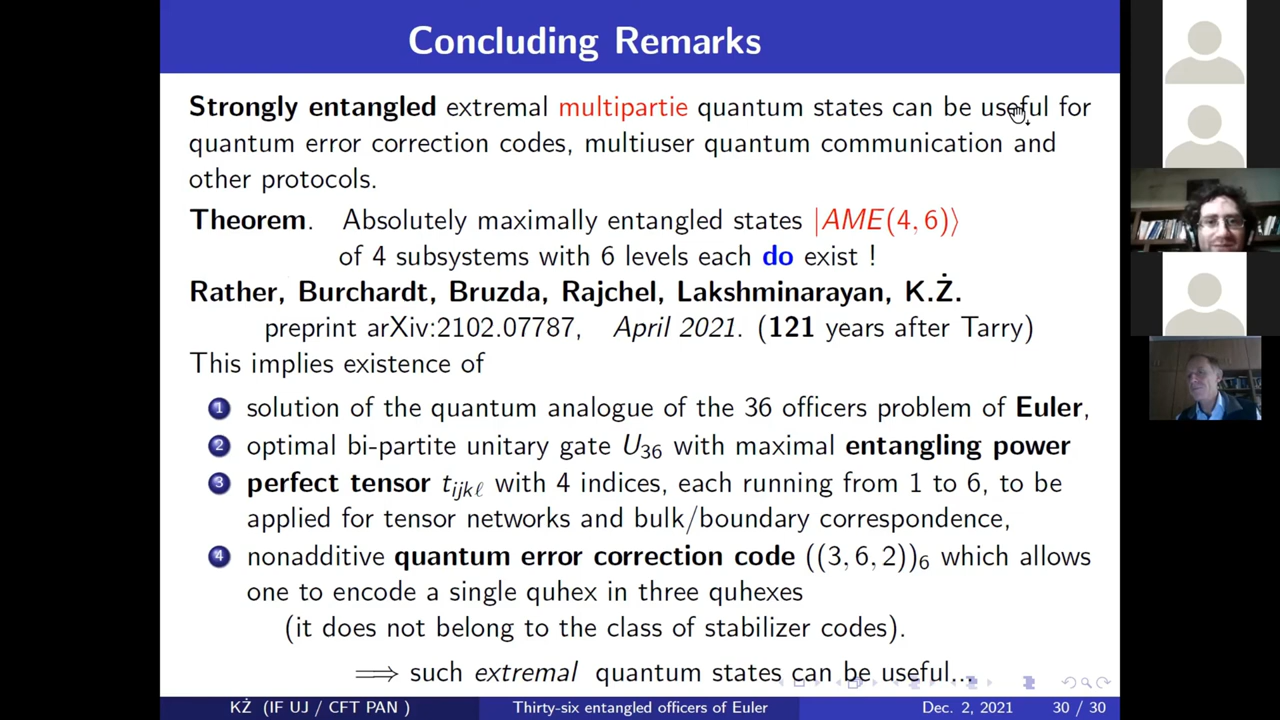 Concluding Remarks
Strongly entangled extremal multipartie quantum states can be useful for
quantum error correction codes, multiuser quantum communication and
other protocols.
Theorem. Absolutely maximally entangled states |AME(4, 6)⟩
of 4 subsystems with 6 levels each do exist !
Rather, Burchardt, Bruzda, Rajchel, Lakshminarayan, K.Ż.
preprint arXiv:2102.07787, April 2021. (121 years after Tarry)
This implies existence of
1 solution of the quantum analogue of the 36 officers problem of Euler,
2 optimal bi-partite unitary gate U₃₆ with maximal entangling power
3 perfect tensor t_{ijkℓ} with 4 indices, each running from 1 to 6, to be
applied for tensor networks and bulk/boundary correspondence,
4 nonadditive quantum error correction code ((3, 6, 2))₆ which allows
one to encode a single quhex in three quhexes
(it does not belong to the class of stabilizer codes).
⟹ such extremal quantum states can be useful...
KŻ (IF UJ / CFT PAN ) Thirty-six entangled officers of Euler Dec. 2, 2021 30 / 30